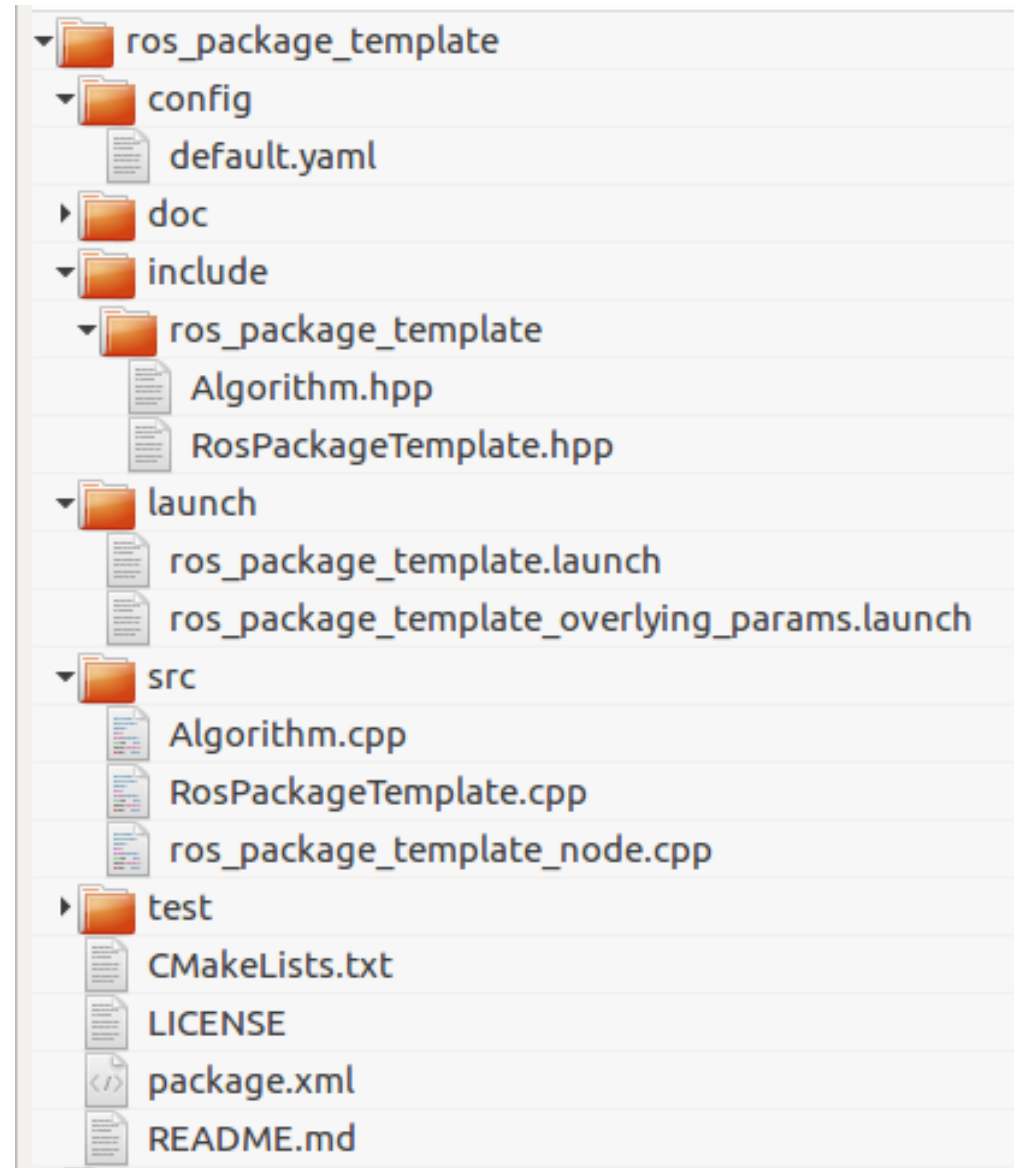 ros_package_template
config
default.yaml
doc
include
ros_package_template
Algorithm.hpp
RosPackageTemplate.hpp
launch
ros_package_template.launch
ros_package_template_overlying_params.launch
src
Algorithm.cpp
RosPackageTemplate.cpp
ros_package_template_node.cpp
test
CMakeLists.txt
LICENSE
package.xml
README.md